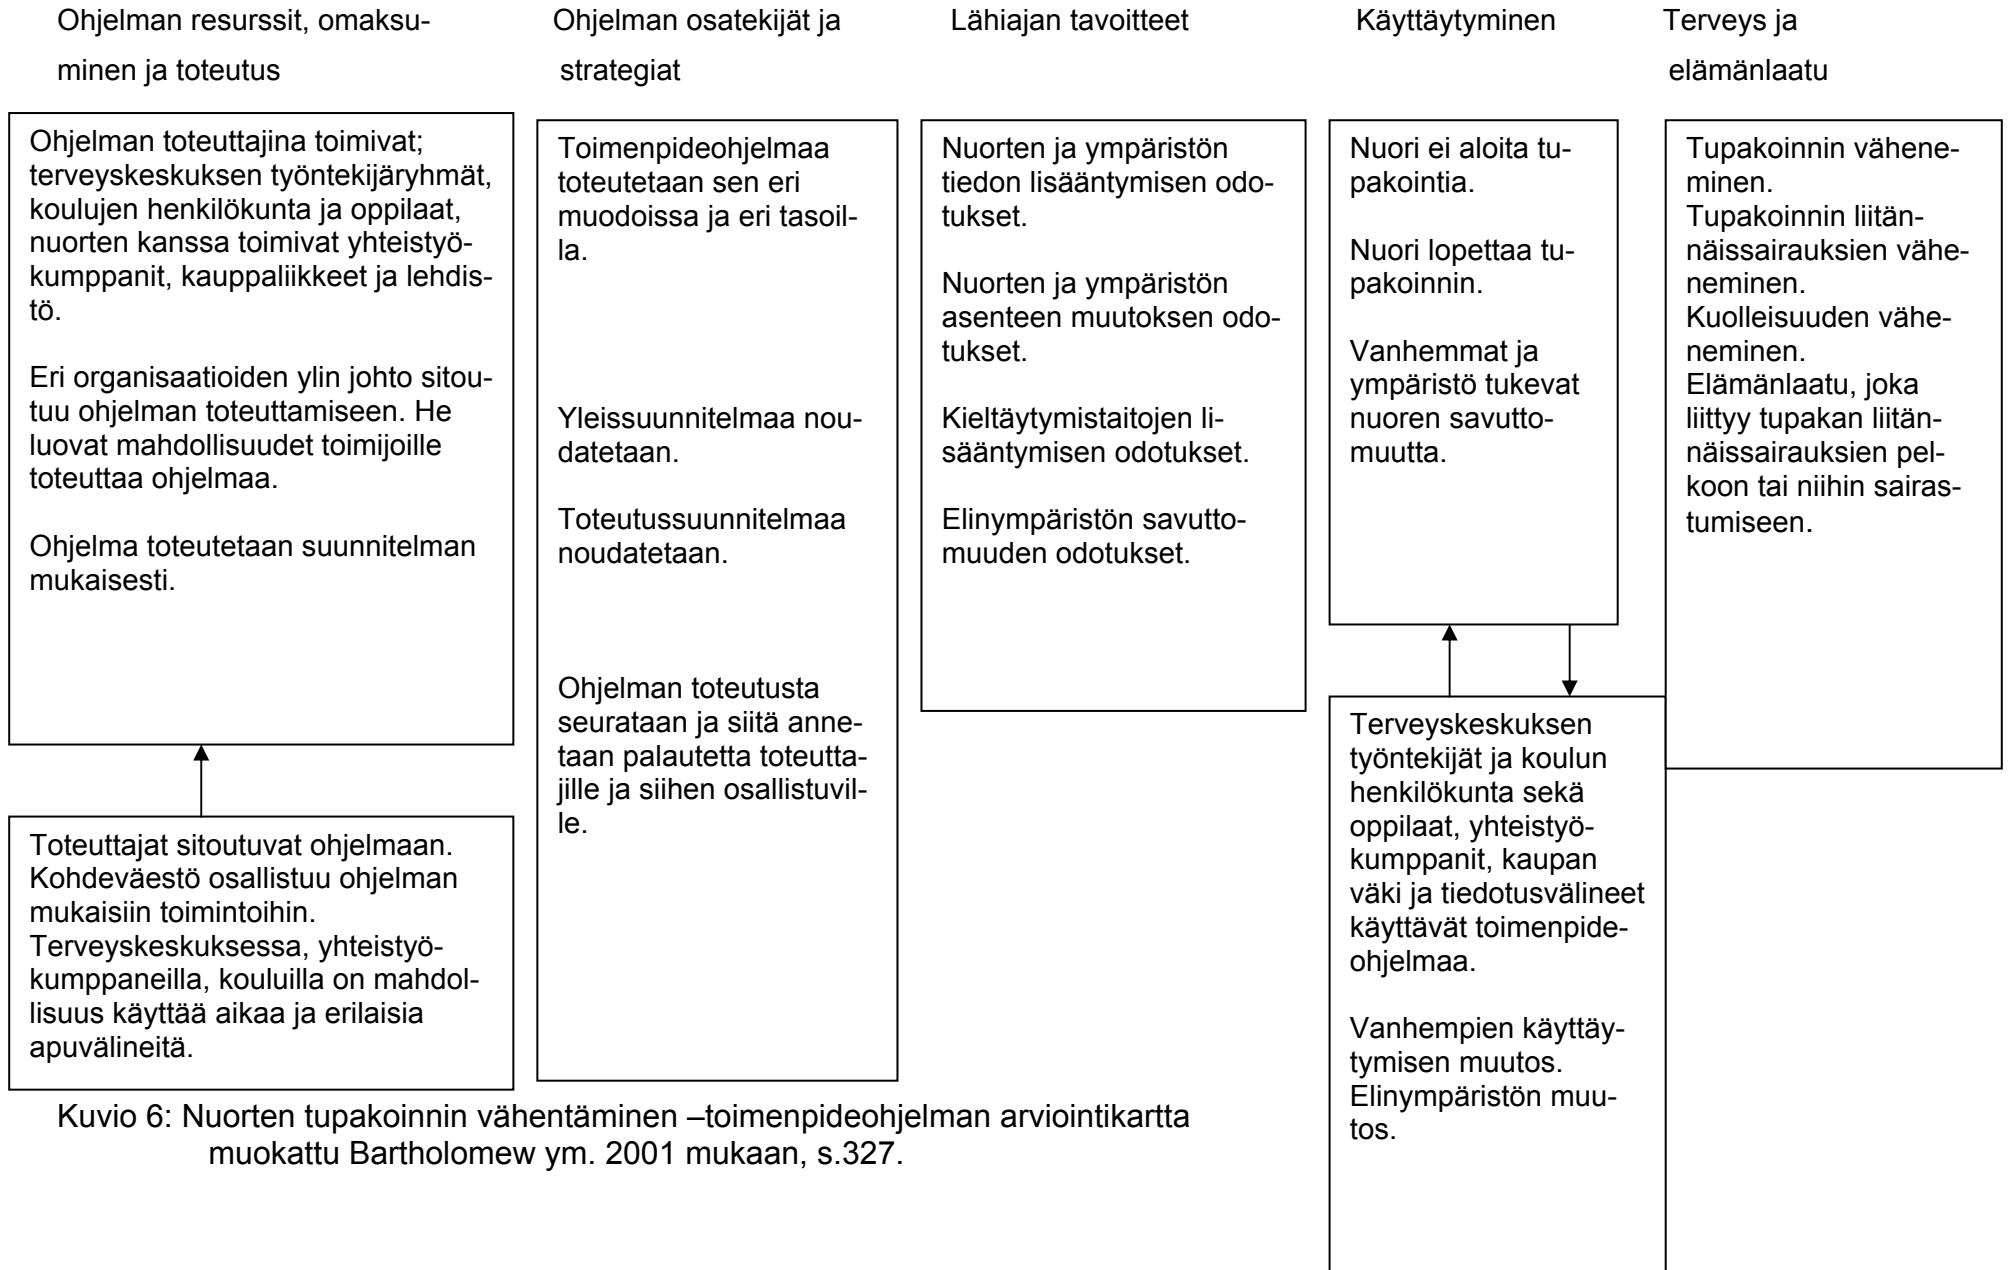 Ohjelman resurssit, omaksu-
minen ja toteutus
Ohjelman osatekijät ja
strategiat
Lähiajan tavoitteet
Käyttäytyminen
Terveys ja
elämänlaatu
Ohjelman toteuttajina toimivat;
terveyskeskuksen työntekijäryhmät,
koulujen henkilökunta ja oppilaat,
nuorten kanssa toimivat yhteistyö-
kumppanit, kauppaliikkeet ja lehdis-
tö.
Eri organisaatioiden ylin johto sitou-
tuu ohjelman toteuttamiseen. He
luovat mahdollisuudet toimijoille
toteuttaa ohjelmaa.
Ohjelma toteutetaan suunnitelman
mukaisesti.
Toteuttajat sitoutuvat ohjelmaan.
Kohdeväestö osallistuu ohjelman
mukaisiin toimintoihin.
Terveyskeskuksessa, yhteistyö-
kumppaneilla, kouluilla on mahdol-
lisuus käyttää aikaa ja erilaisia
apuvälineitä.
Toimenpideohjelmaa
toteutetaan sen eri
muodoissa ja eri tasoil-
la.
Yleissuunnitelmaa nou-
datetaan.
Toteutussuunnitelmaa
noudatetaan.
Ohjelman toteutusta
seurataan ja siitä anne-
taan palautetta toteutta-
jille ja siihen osallistuvil-
le.
Nuorten ja ympäristön
tiedon lisääntymisen odo-
tukset.
Nuorten ja ympäristön
asenteen muutoksen odo-
tukset.
Kieltäytymistaitojen li-
sääntymisen odotukset.
Elinympäristön savutto-
muuden odotukset.
Nuori ei aloita tu-
pakointia.
Nuori lopettaa tu-
pakoinnin.
Vanhemmat ja
ympäristö tukevat
nuoren savutto-
muutta.
Terveyskeskuksen
työntekijät ja koulun
henkilökunta sekä
oppilaat, yhteistyö-
kumppanit, kaupan
väki ja tiedotusvälineet
käyttävät toimenpide-
ohjelmaa.
Vanhempien käyttäy-
tymisen muutos.
Elinympäristön muu-
tos.
Tupakoinnin vähene-
minen.
Tupakoinnin liitän-
näissairauksien vähe-
neminen.
Kuolleisuuden vähe-
neminen.
Elämänlaatu, joka
liittyy tupakan liitän-
näissairauksien pel-
koon tai niihin sairas-
tumiseen.
Kuvio 6: Nuorten tupakoinnin vähentäminen –toimenpideohjelman arviointikartta
muokattu Bartholomew ym. 2001 mukaan, s.327.